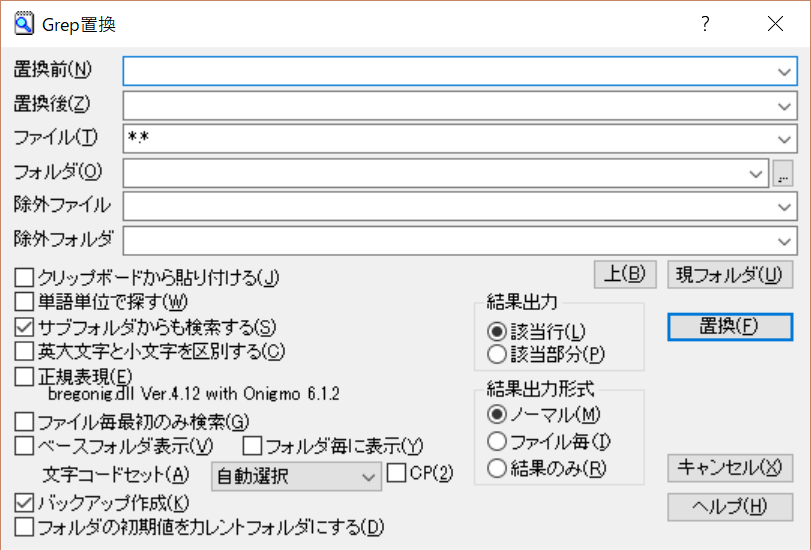 Grep置換
置換前(N)
置換後(Z)
ファイル(T) *.*
フォルダ(O) ...
除外ファイル
除外フォルダ
上(B) 現フォルダ(U)
クリップボードから貼り付ける(J)
単語単位で探す(W)
サブフォルダからも検索する(S)
英大文字と小文字を区別する(C)
正規表現(E)
bregonig.dll Ver.4.12 with Onigmo 6.1.2
ファイル毎最初のみ検索(G)
ベースフォルダ表示(V) フォルダ毎に表示(Y)
文字コードセット(A) 自動選択 CP(2)
バックアップ作成(K)
フォルダの初期値をカレントフォルダにする(D)
結果出力
該当行(L)
該当部分(P)
結果出力形式
ノーマル(M)
ファイル毎(I)
結果のみ(R)
置換(F)
キャンセル(X)
ヘルプ(H)